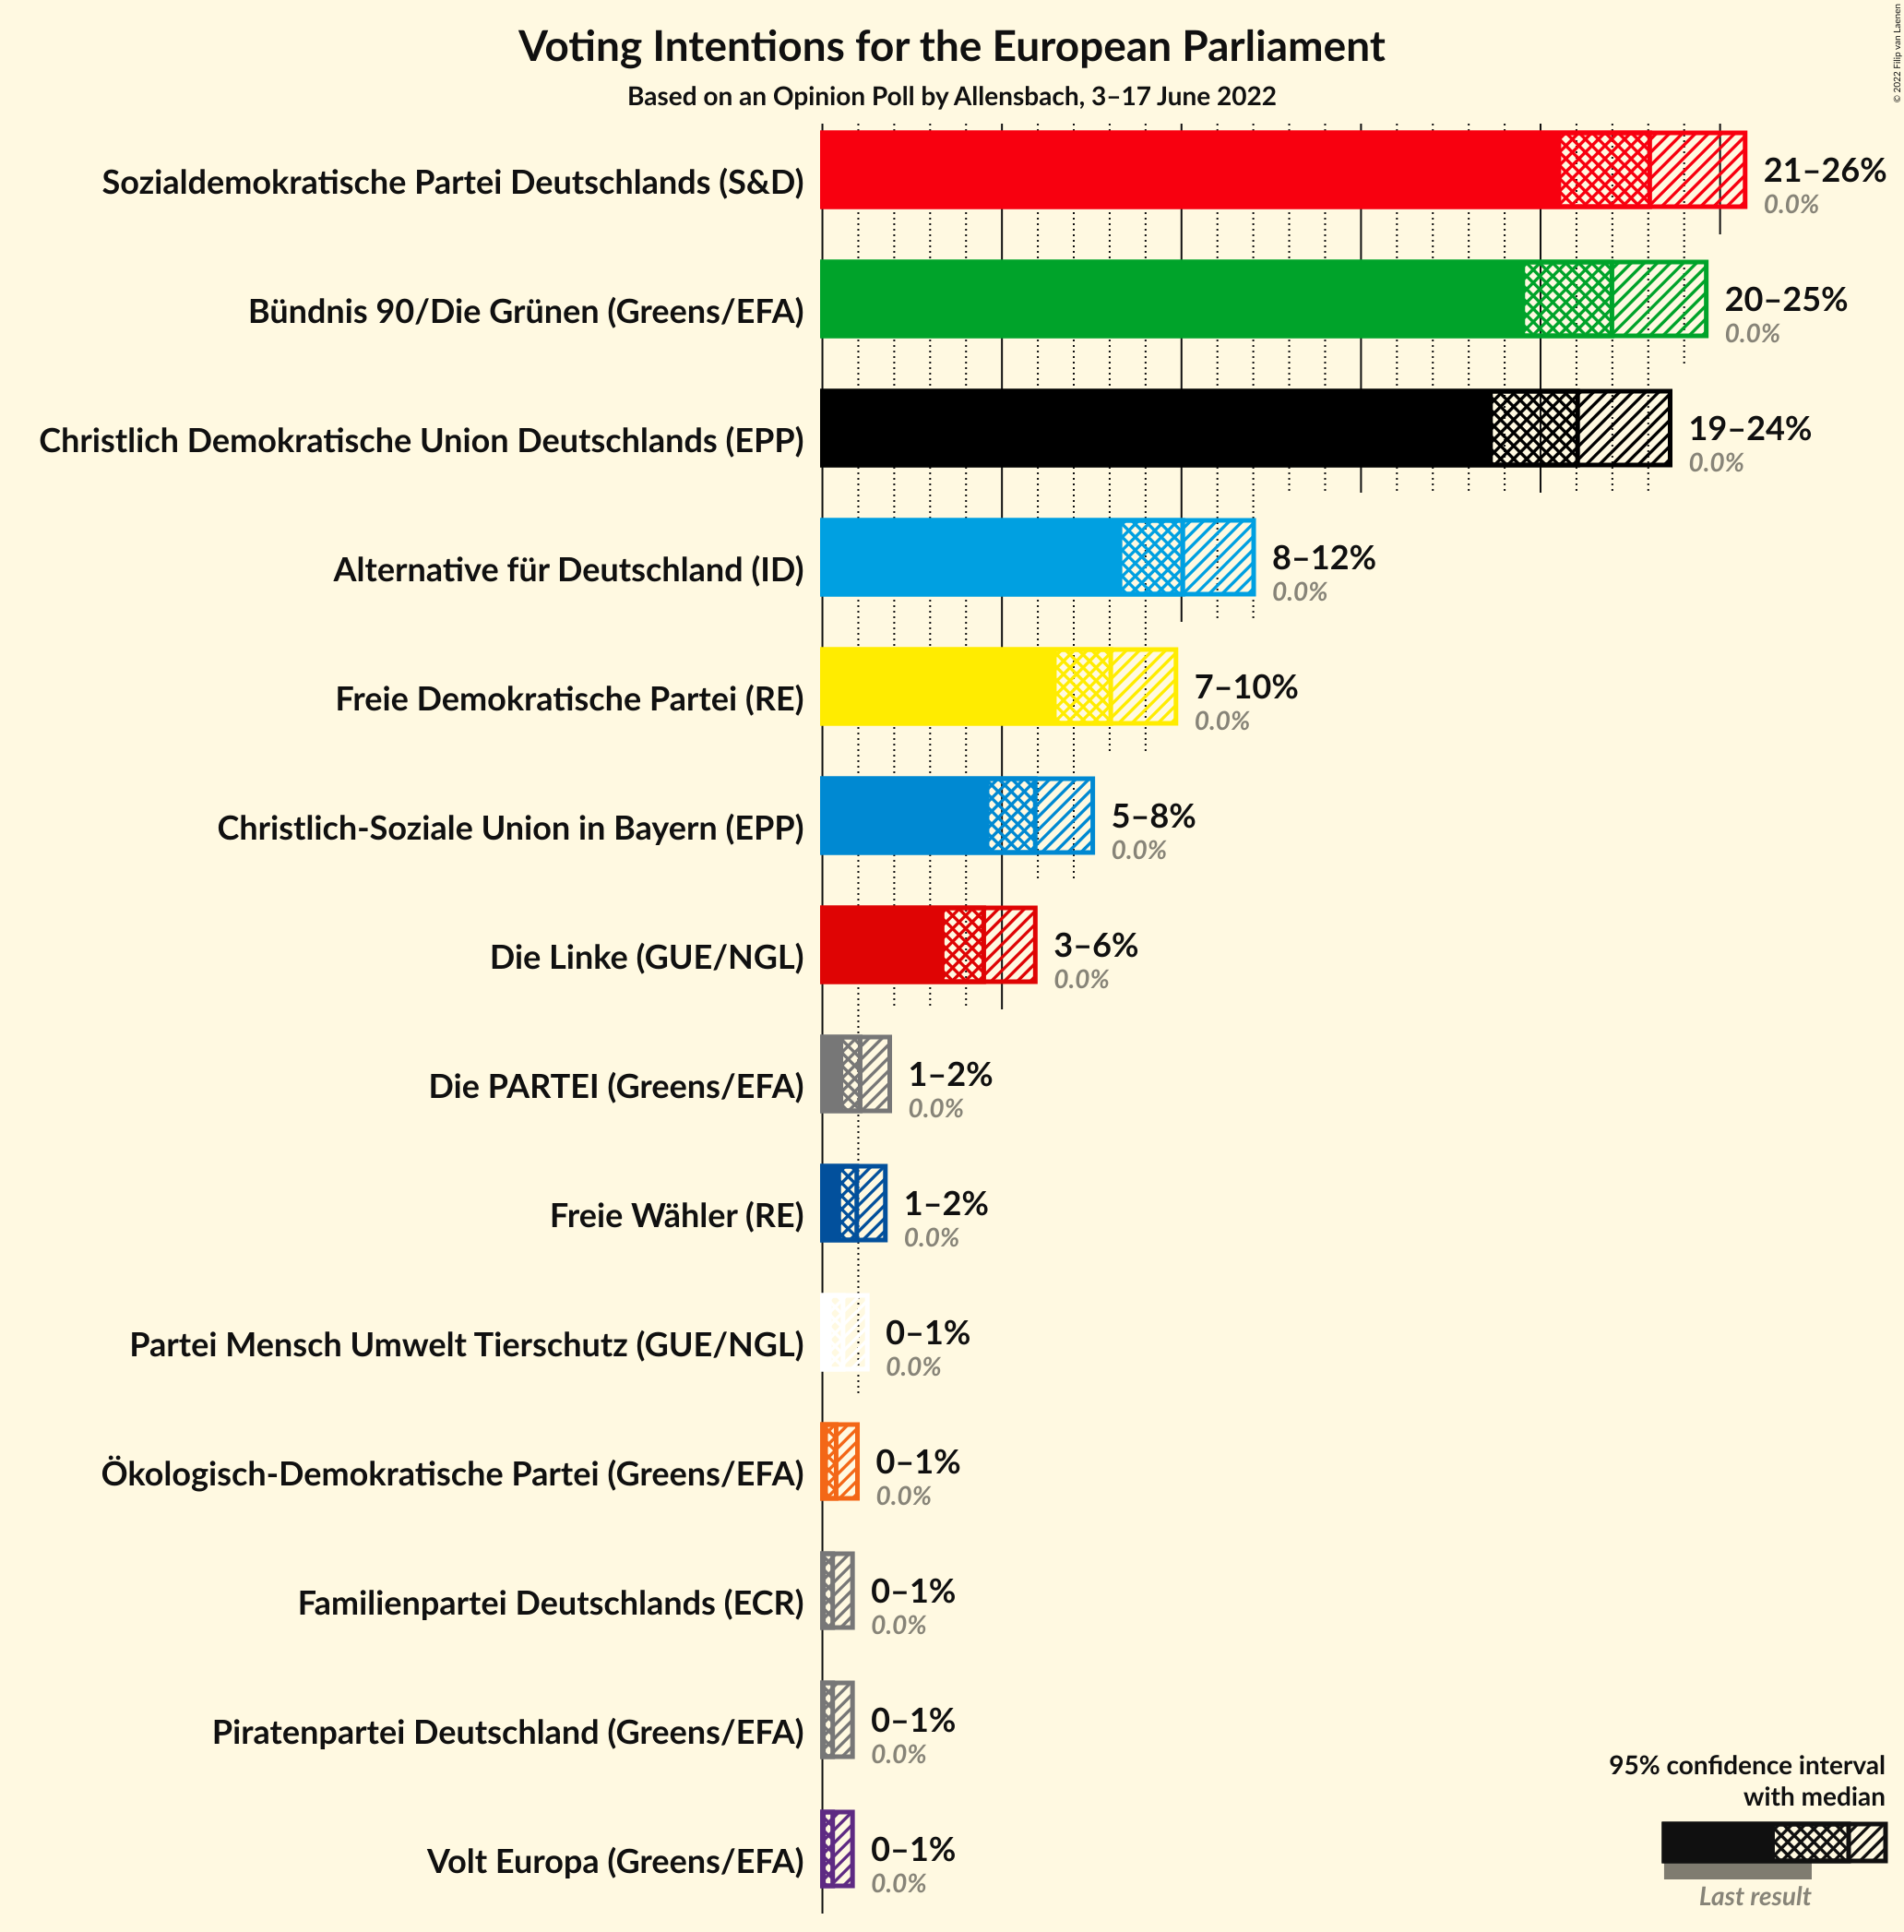 Voting Intentions for the European Parliament
Based on an Opinion Poll by Allensbach, 3–17 June 2022
© 2022 Filip van Laenen
Sozialdemokratische Partei Deutschlands (S&D)
21–26%
0.0%
Bündnis 90/Die Grünen (Greens/EFA)
20–25%
0.0%
Christlich Demokratische Union Deutschlands (EPP)
19–24%
0.0%
Alternative für Deutschland (ID)
8–12%
0.0%
Freie Demokratische Partei (RE)
7–10%
0.0%
Christlich-Soziale Union in Bayern (EPP)
5–8%
0.0%
Die Linke (GUE/NGL)
3–6%
0.0%
Die PARTEI (Greens/EFA)
1–2%
0.0%
Freie Wähler (RE)
1–2%
0.0%
Partei Mensch Umwelt Tierschutz (GUE/NGL)
0–1%
0.0%
Ökologisch-Demokratische Partei (Greens/EFA)
0–1%
0.0%
Familienpartei Deutschlands (ECR)
0–1%
0.0%
Piratenpartei Deutschland (Greens/EFA)
0–1%
0.0%
Volt Europa (Greens/EFA)
0–1%
0.0%
95% confidence interval
with median
Last result